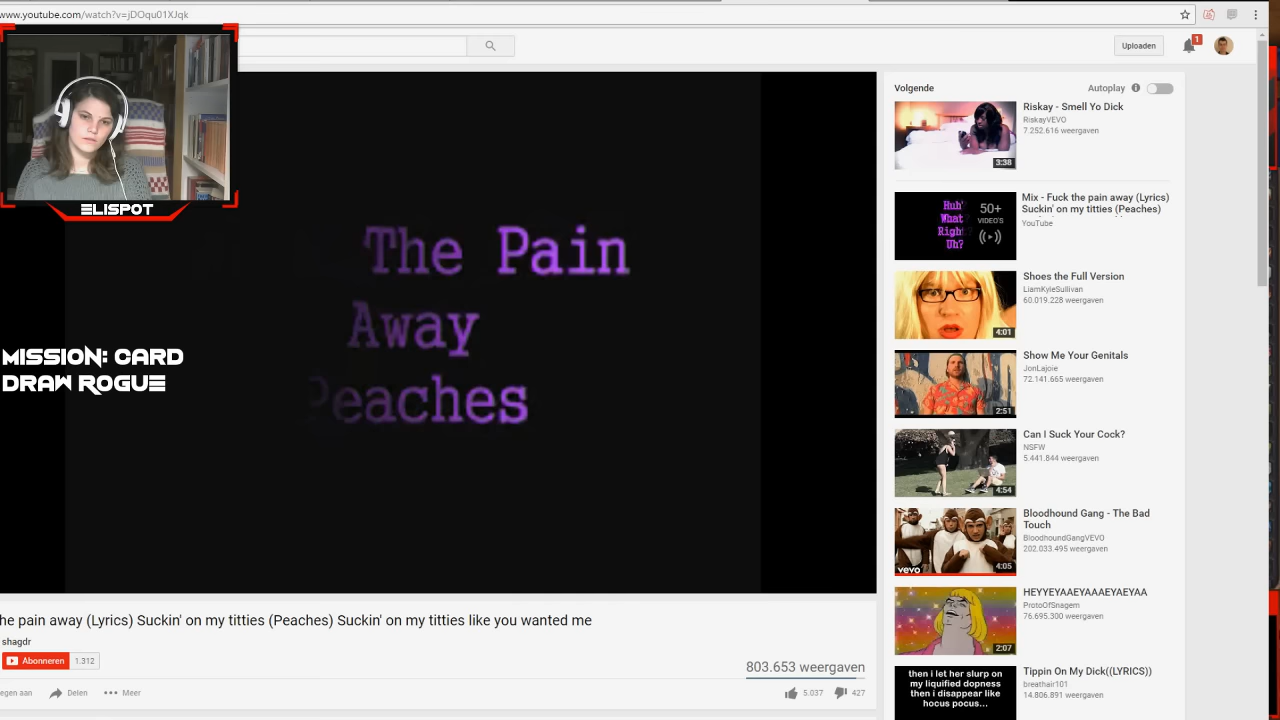 www.youtube.com/watch?v=jDOqu01XJqk
Uploaden
1
ELISPOT
MISSION: CARD
DRAW ROGUE
The Pain
Away
Peaches
Volgende
Autoplay
Riskay - Smell Yo Dick
RiskayVEVO
7.252.616 weergaven
3:38
Huh'
What
Righ
Uh?
50+
VIDEO'S
Mix - Fuck the pain away (Lyrics)
Suckin' on my titties (Peaches)
YouTube
Shoes the Full Version
LiamKyleSullivan
60.019.228 weergaven
4:01
Show Me Your Genitals
JonLajoie
72.141.665 weergaven
2:51
Can I Suck Your Cock?
NSFW
5.441.844 weergaven
4:54
Bloodhound Gang - The Bad
Touch
BloodhoundGangVEVO
202.033.495 weergaven
vevo
4:05
HEYYEYAAEYAAAEYAEYAA
ProtoOfSnagem
76.695.300 weergaven
2:07
then i let her slurp on
my liquified dopness
then i disappear like
hocus pocus...
Tippin On My Dick((LYRICS))
breathair101
14.806.891 weergaven
he pain away (Lyrics) Suckin' on my titties (Peaches) Suckin' on my titties like you wanted me
shagdr
Abonneren 1.312
803.653 weergaven
egen aan Delen Meer
5.037 427